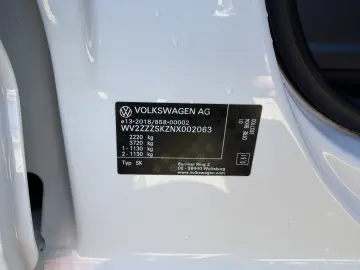 VOLKSWAGEN AG
e13-2018/858-00002
WV2ZZZSKZNX002063
2220 kg
3720 kg
1 - 1130 kg
2 - 1130 kg
Typ SK
Berliner Ring 2
DE - 38440 Wolfsburg
www.volkswagen.com